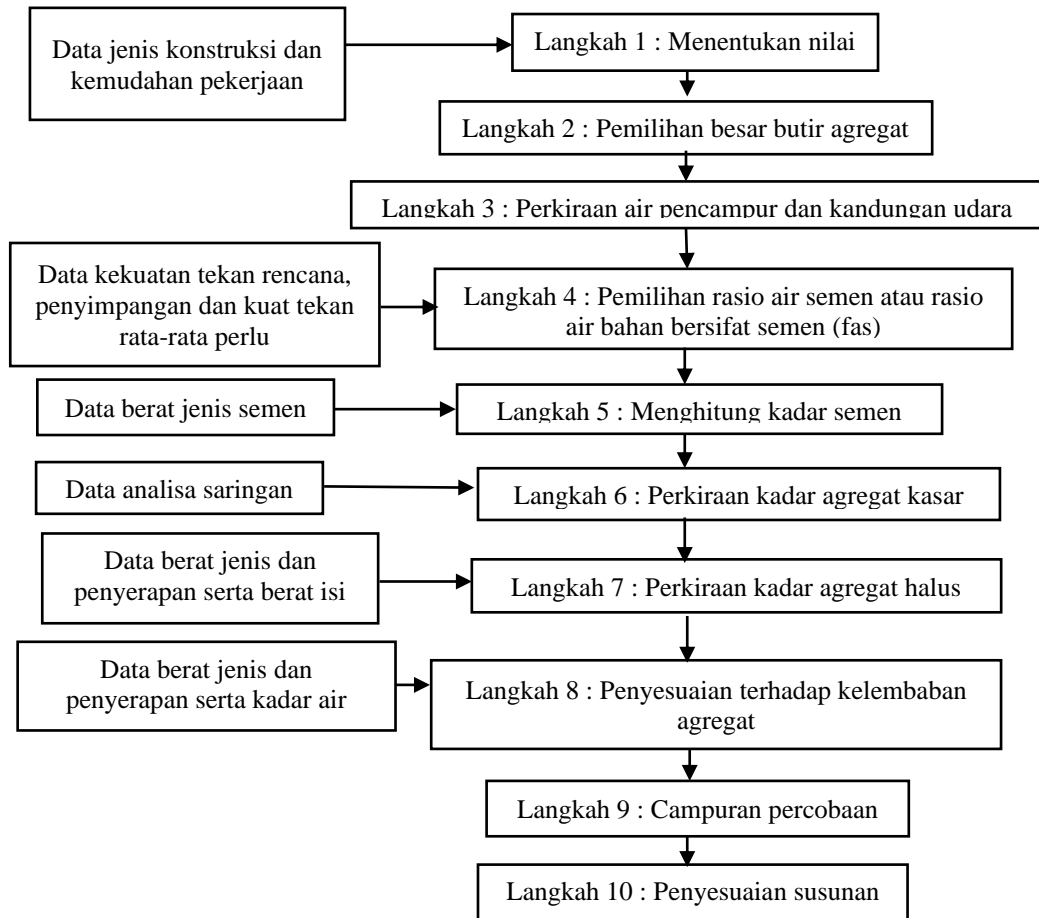 Data jenis konstruksi dan
kemudahan pekerjaan
Langkah 1 : Menentukan nilai
Langkah 2 : Pemilihan besar butir agregat
Langkah 3 : Perkiraan air pencampur dan kandungan udara
Data kekuatan tekan rencana,
penyimpangan dan kuat tekan
rata-rata perlu
Langkah 4 : Pemilihan rasio air semen atau rasio
air bahan bersifat semen (fas)
Data berat jenis semen
Langkah 5 : Menghitung kadar semen
Data analisa saringan
Langkah 6 : Perkiraan kadar agregat kasar
Data berat jenis dan
penyerapan serta berat isi
Langkah 7 : Perkiraan kadar agregat halus
Data berat jenis dan
penyerapan serta kadar air
Langkah 8 : Penyesuaian terhadap kelembaban
agregat
Langkah 9 : Campuran percobaan
Langkah 10 : Penyesuaian susunan